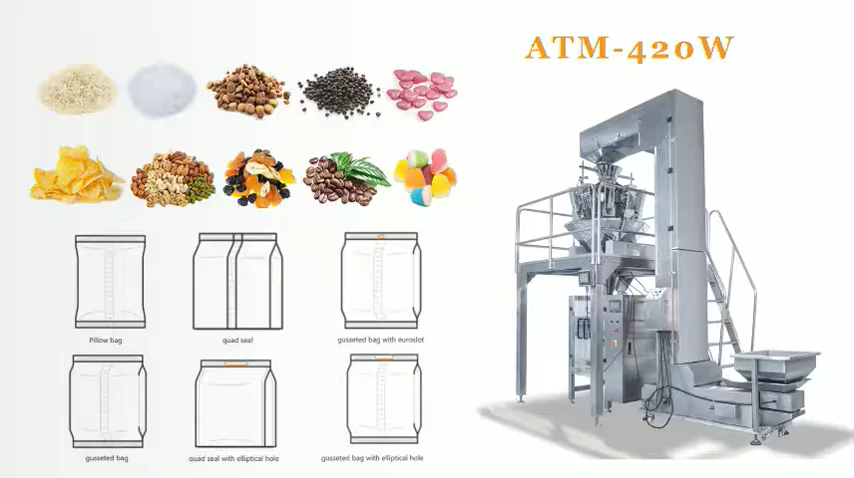 ATM-420W
Pillow bag
quad seal
gusseted bag with euroslot
gusseted bag
quad seal with elliptical hole
gusseted bag with elliptical hole